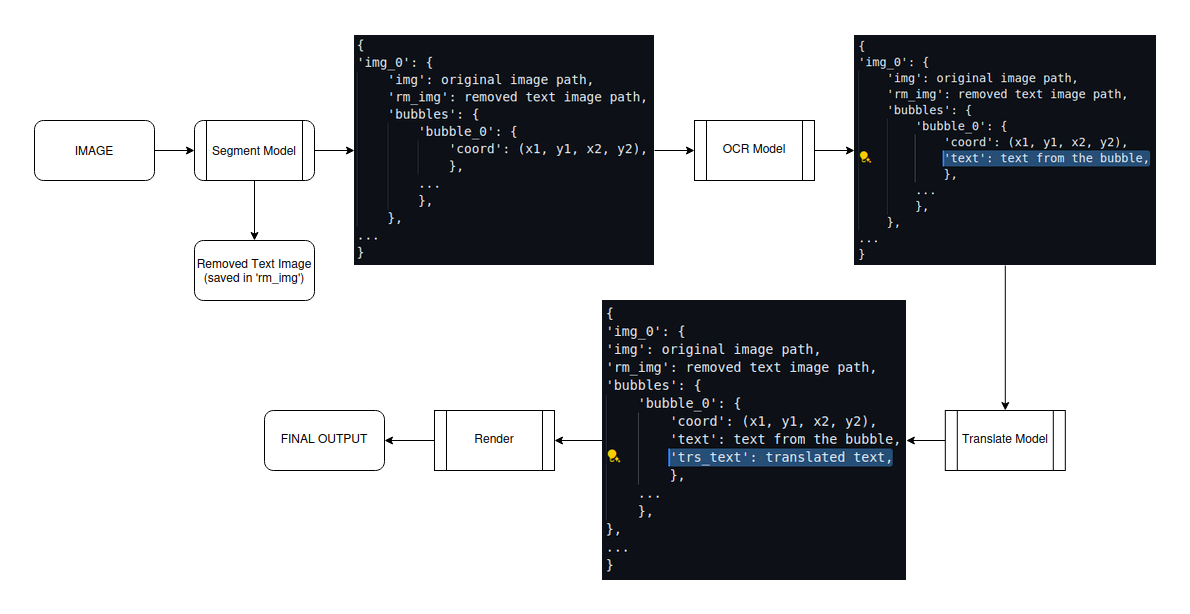 IMAGE
Segment Model
Removed Text Image
(saved in 'rm_img')
{
'img_0': {
'img': original image path,
'rm_img': removed text image path,
'bubbles': {
'bubble_0': {
'coord': (x1, y1, x2, y2),
},
...
},
},
...
}
OCR Model
{
'img_0': {
'img': original image path,
'rm_img': removed text image path,
'bubbles': {
'bubble_0': {
'coord': (x1, y1, x2, y2),
'text': text from the bubble,
},
...
},
},
...
}
Translate Model
{
'img_0': {
'img': original image path,
'rm_img': removed text image path,
'bubbles': {
'bubble_0': {
'coord': (x1, y1, x2, y2),
'text': text from the bubble,
'trs_text': translated text,
},
...
},
},
...
}
Render
FINAL OUTPUT